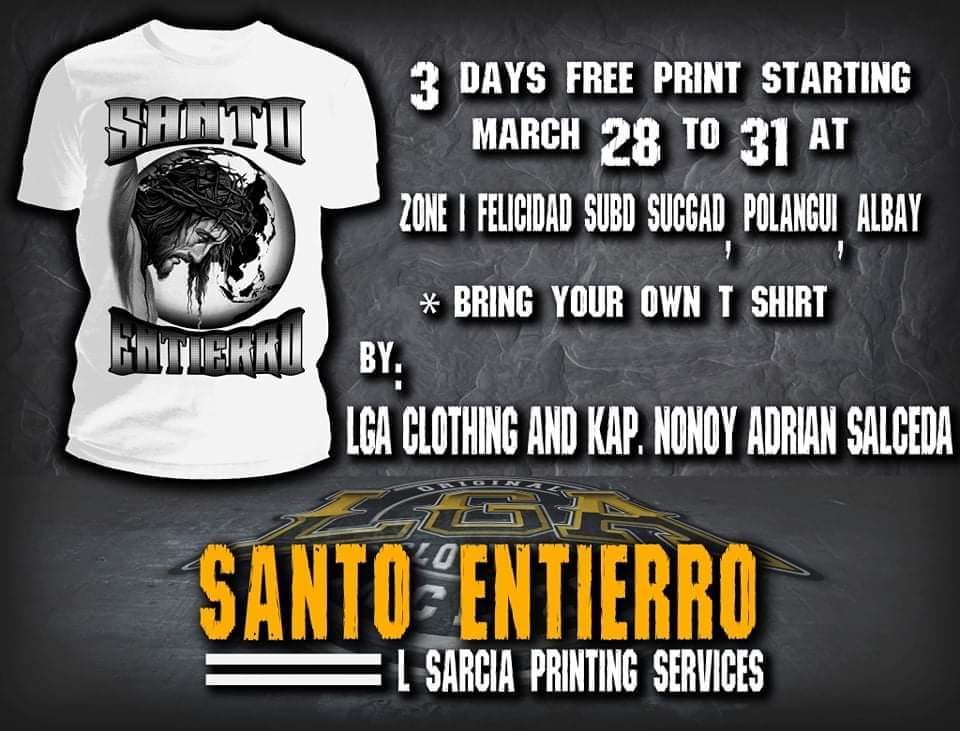 SANTO
ENTIERRO
3 DAYS FREE PRINT STARTING
MARCH 28 TO 31 AT
ZONE I FELICIDAD SUBD SUCGAD, POLANGUI, ALBAY
* BRING YOUR OWN T SHIRT
BY:
LGA CLOTHING AND KAP. NONOY ADRIAN SALCEDA
ORIGINAL
LGA
SANTO ENTIERRO
L SARCIA PRINTING SERVICES